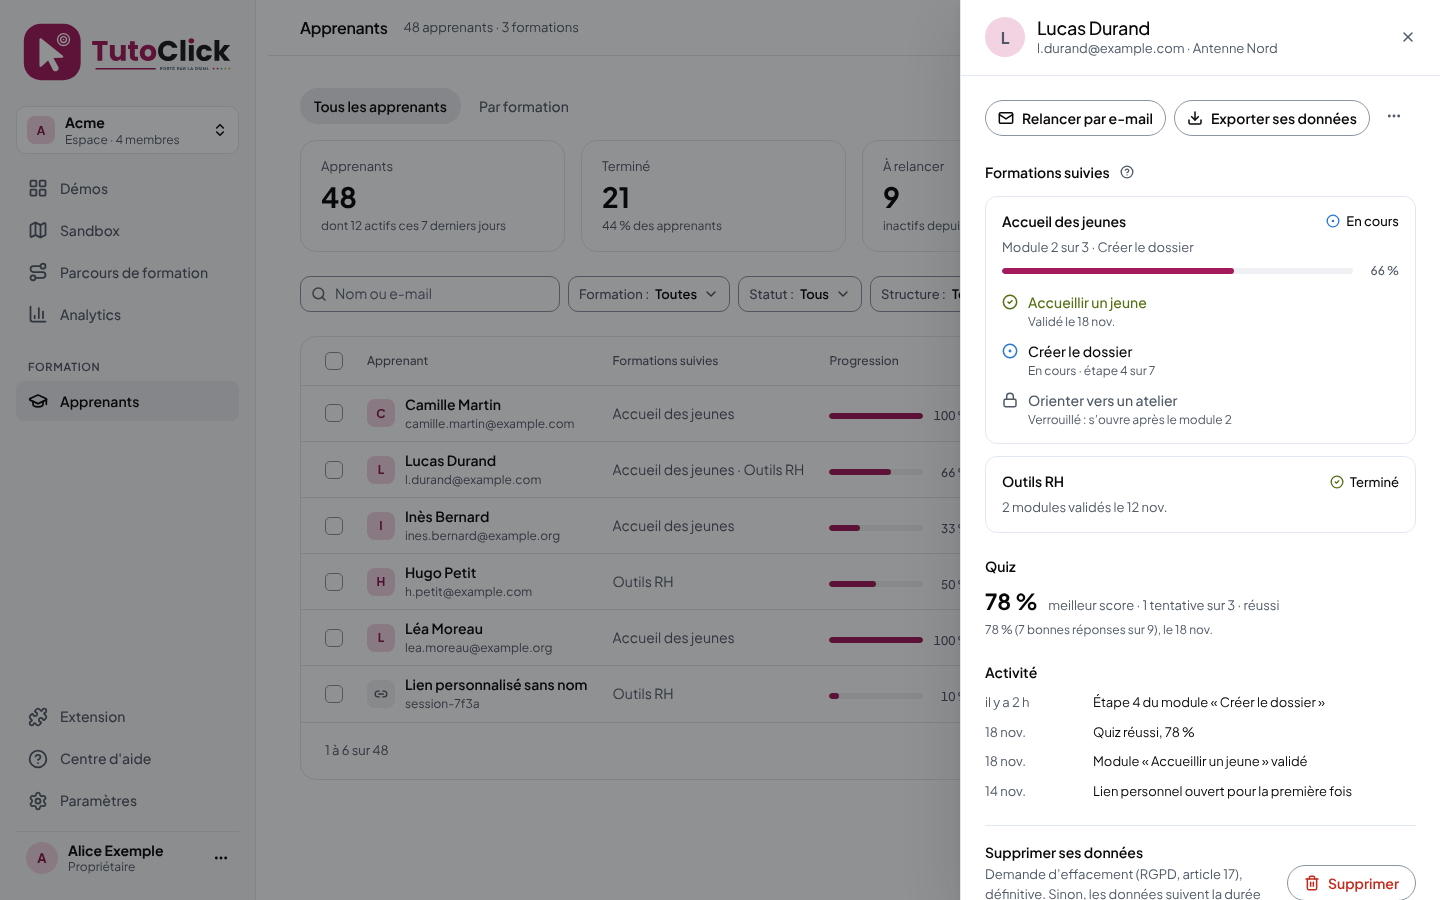 TutoClick
A
Acme
Espace · 4 membres
Démos
Sandbox
Parcours de formation
Analytics
FORMATION
Apprenants
Extension
Centre d'aide
Paramètres
A
Alice Exemple
Propriétaire
Apprenants
48 apprenants · 3 formations
Tous les apprenants
Par formation
Apprenants
48
dont 12 actifs ces 7 derniers jours
Terminé
21
44 % des apprenants
À relancer
9
inactifs depui
Nom ou e-mail
Formation : Toutes
Statut : Tous
Structure :
Apprenant
Formations suivies
Progression
C
Camille Martin
camille.martin@example.com
Accueil des jeunes
100 %
L
Lucas Durand
l.durand@example.com
Accueil des jeunes · Outils RH
66 %
I
Inès Bernard
ines.bernard@example.org
Accueil des jeunes
33 %
H
Hugo Petit
h.petit@example.com
Outils RH
50 %
L
Léa Moreau
lea.moreau@example.org
Accueil des jeunes
100 %
Lien personnalisé sans nom
session-7f3a
Outils RH
10 %
1 à 6 sur 48
L
Lucas Durand
l.durand@example.com · Antenne Nord
Relancer par e-mail
Exporter ses données
Formations suivies
Accueil des jeunes
En cours
Module 2 sur 3 · Créer le dossier
66 %
Accueillir un jeune
Validé le 18 nov.
Créer le dossier
En cours · étape 4 sur 7
Orienter vers un atelier
Verrouillé : s'ouvre après le module 2
Outils RH
Terminé
2 modules validés le 12 nov.
Quiz
78 % meilleur score · 1 tentative sur 3 · réussi
78 % (7 bonnes réponses sur 9), le 18 nov.
Activité
il y a 2 h Étape 4 du module « Créer le dossier »
18 nov. Quiz réussi, 78 %
18 nov. Module « Accueillir un jeune » validé
14 nov. Lien personnel ouvert pour la première fois
Supprimer ses données
Demande d'effacement (RGPD, article 17),
définitive. Sinon, les données suivent la durée
Supprimer